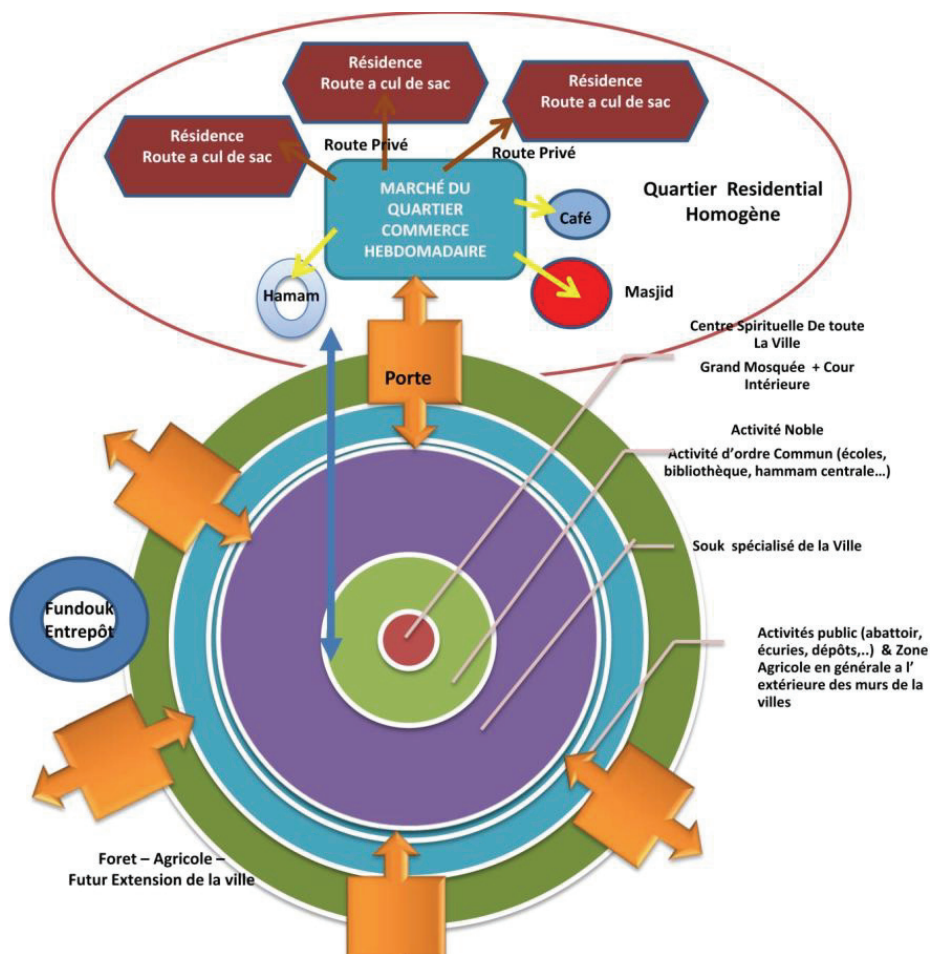 Résidence
Route a cul de sac
Résidence
Route a cul de sac
Résidence
Route a cul de sac
Route Privé
Route Privé
MARCHÉ DU
QUARTIER
COMMERCE
HEBDOMADAIRE
Quartier Residential
Homogène
Café
Hamam
Masjid
Centre Spirituelle De toute
La Ville
Grand Mosquée + Cour
Intérieure
Porte
Activité Noble
Activité d'ordre Commun (écoles,
bibliothèque, hammam centrale...)
Souk spécialisé de la Ville
Fundouk
Entrepôt
Activités public (abattoir,
écuries, dépôts,..) & Zone
Agricole en générale a l'
extérieure des murs de la
villes
Foret – Agricole –
Futur Extension de la ville